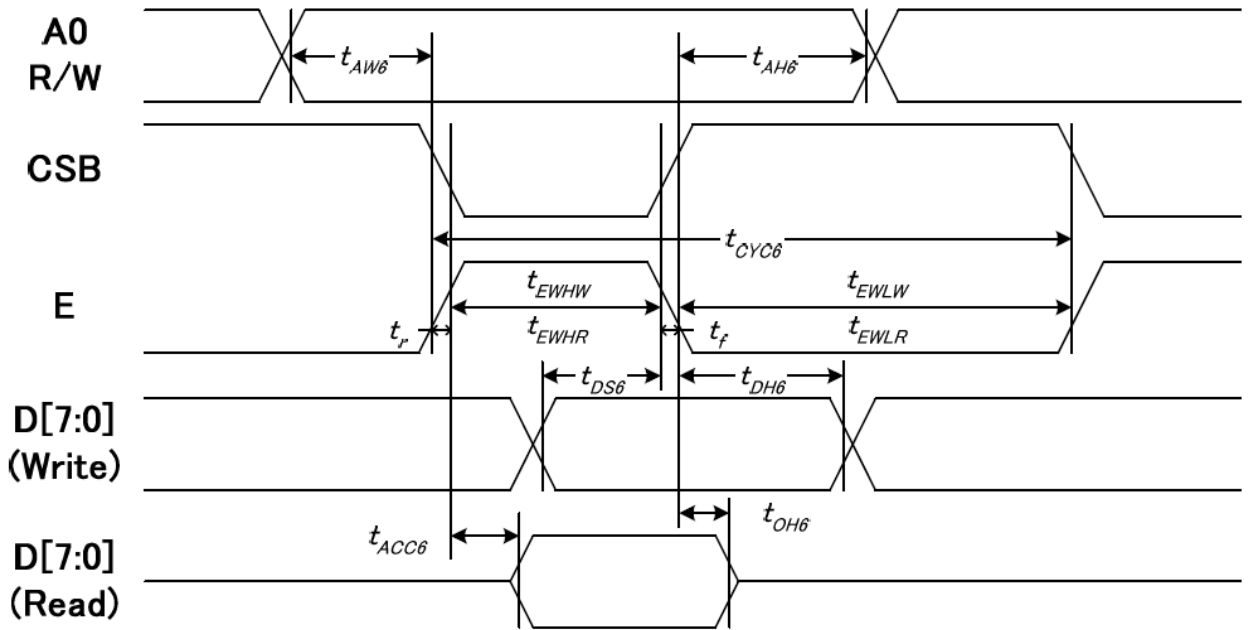 A0
R/W
tAW6
tAH6
CSB
tCYC6
E
tEWHW
tEWLW
tr
tEWHR
tf
tEWLR
tDS6
tDH6
D[7:0]
(Write)
tACC6
tOH6
D[7:0]
(Read)